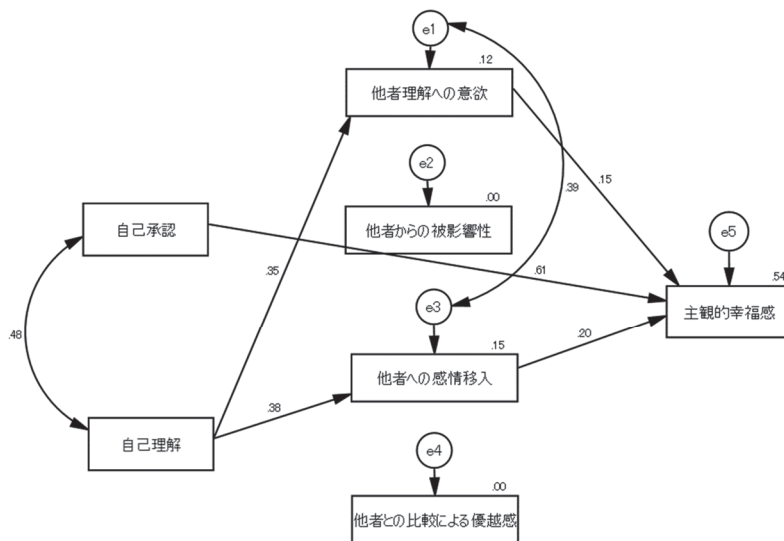 e1
.12
他者理解への意欲
e2
.00
他者からの被影響性
.39
.15
自己承認
e5
.35
.61
.54
主観的幸福感
e3
.15
.20
他者への感情移入
.48
.38
自己理解
e4
.00
他者との比較による優越感